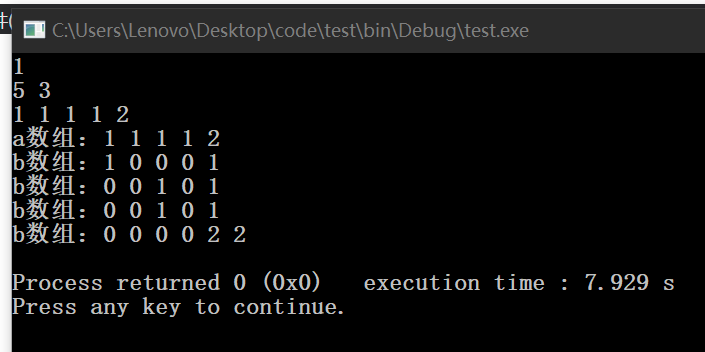 件(
C:\Users\Lenovo\Desktop\code\test\bin\Debug\test.exe
1
5 3
1 1 1 1 2
a数组：1 1 1 1 2
b数组：1 0 0 0 1
b数组：0 0 1 0 1
b数组：0 0 1 0 1
b数组：0 0 0 0 2 2
Process returned 0 (0x0)   execution time : 7.929 s
Press any key to continue.